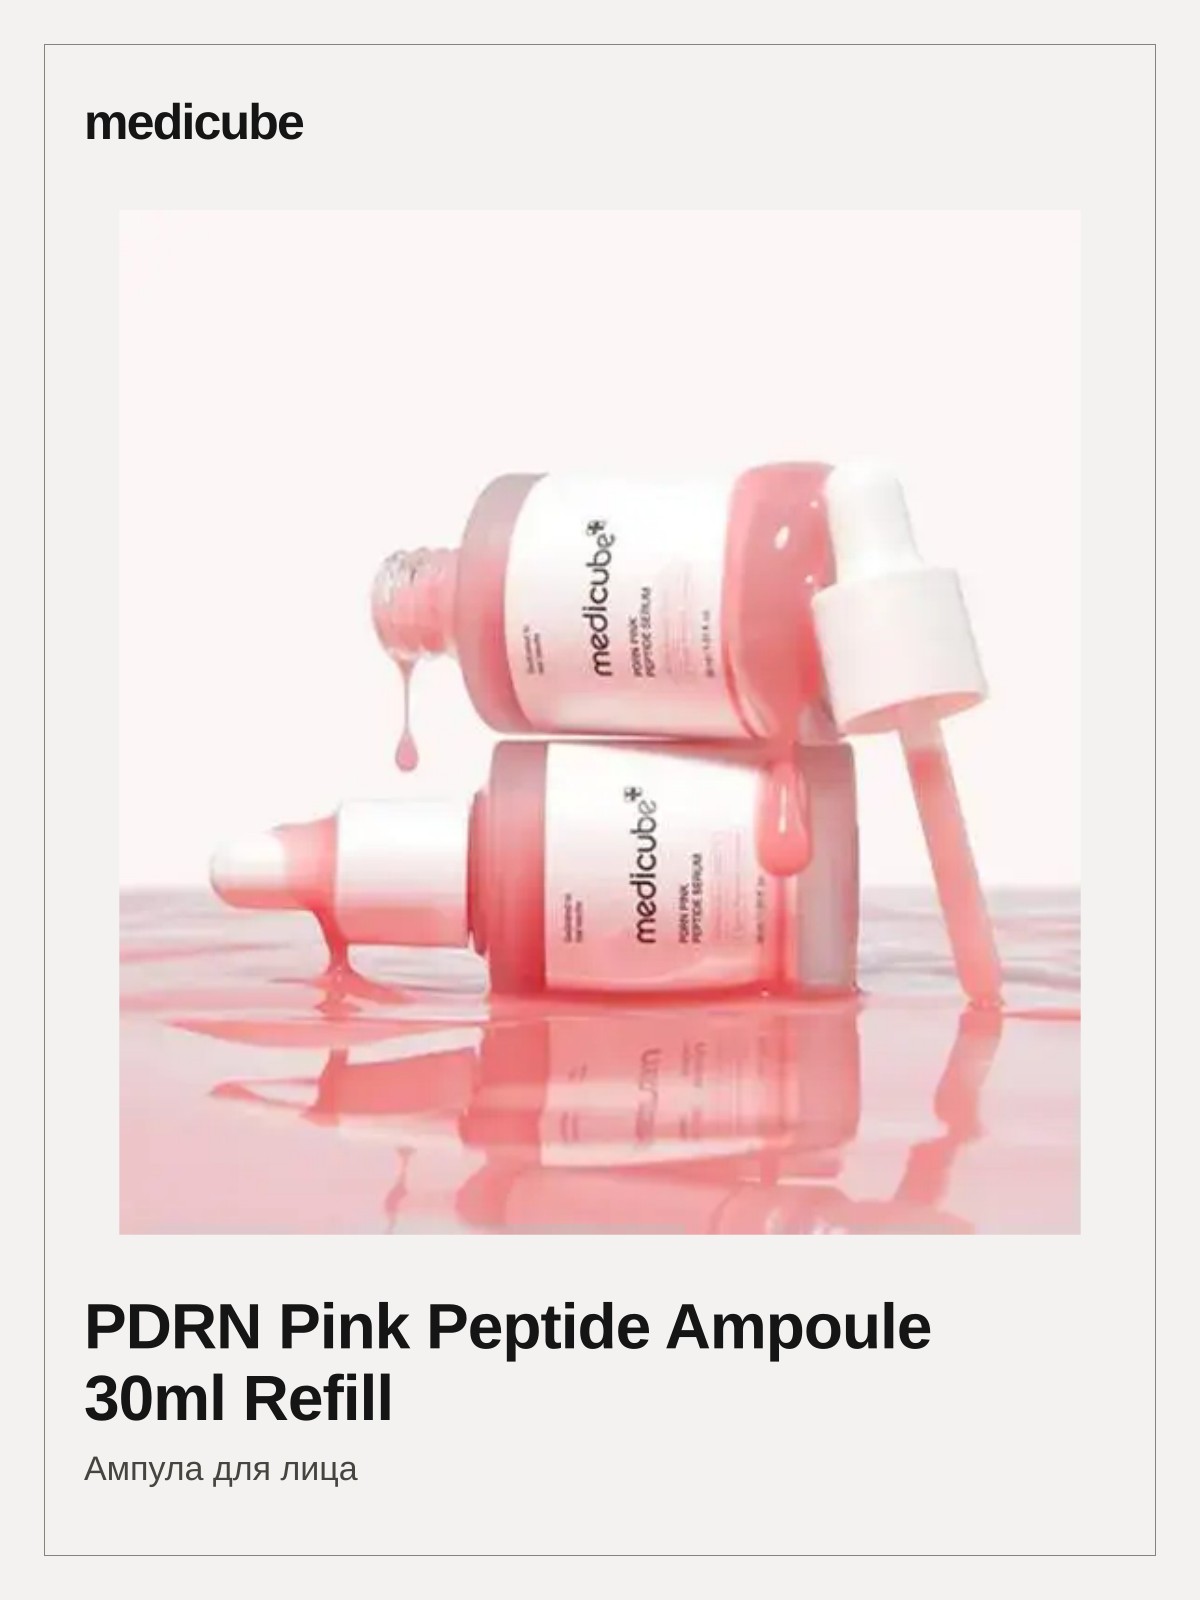 medicube
medicube
PDRN PINK
PEPTIDE SERUM
medicube
PDRN PINK
PEPTIDE SERUM
PDRN Pink Peptide Ampoule
30ml Refill
Ампула для лица